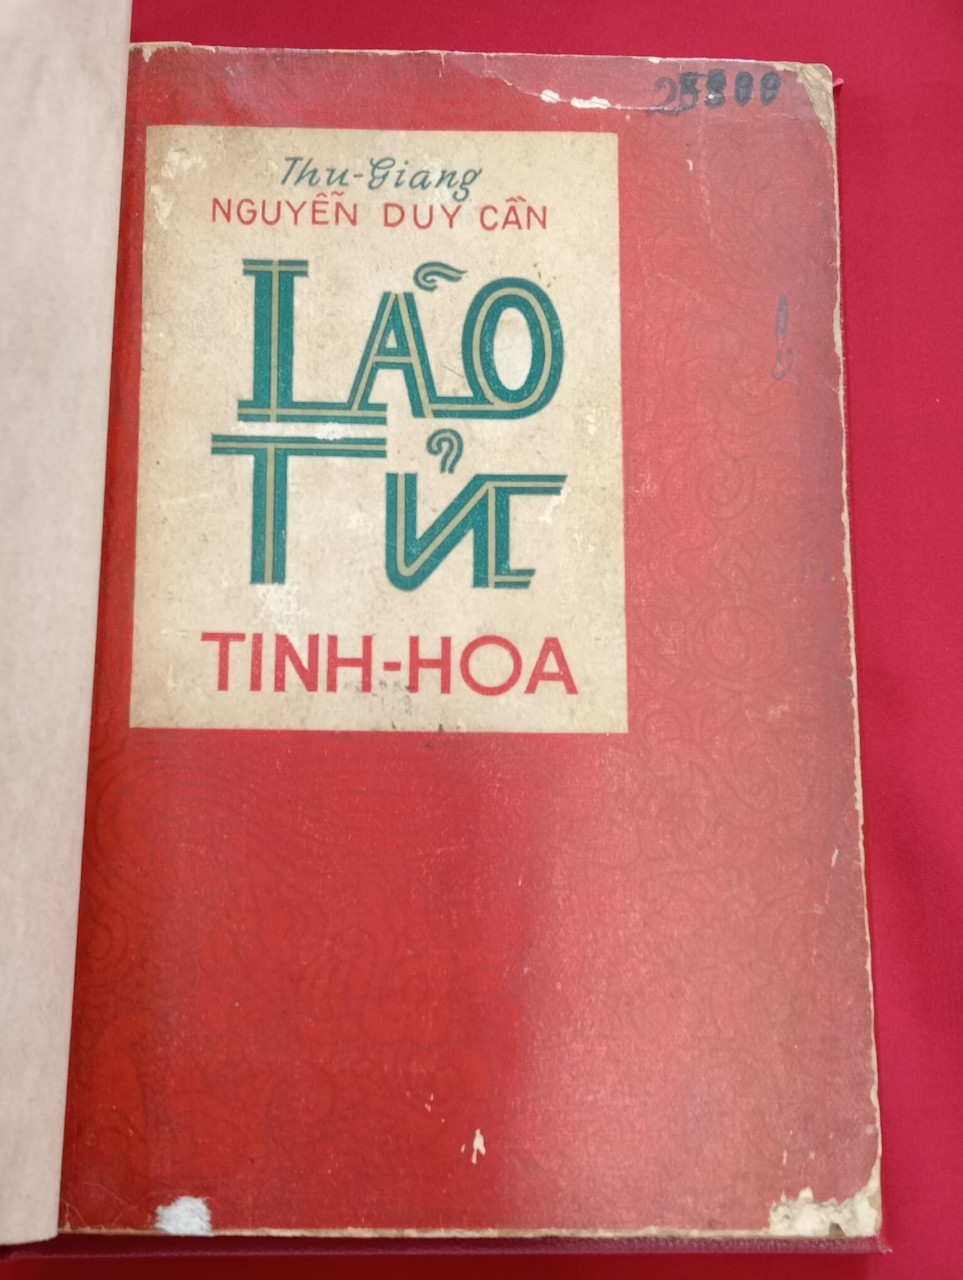 Thu-Giang
NGUYỄN DUY CẦN
LÃO
TỬ
TINH-HOA